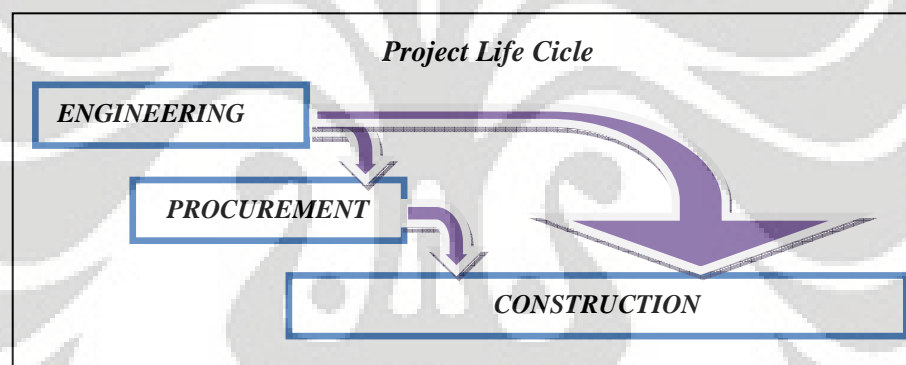 Project Life Cicle
ENGINEERING
PROCUREMENT
CONSTRUCTION